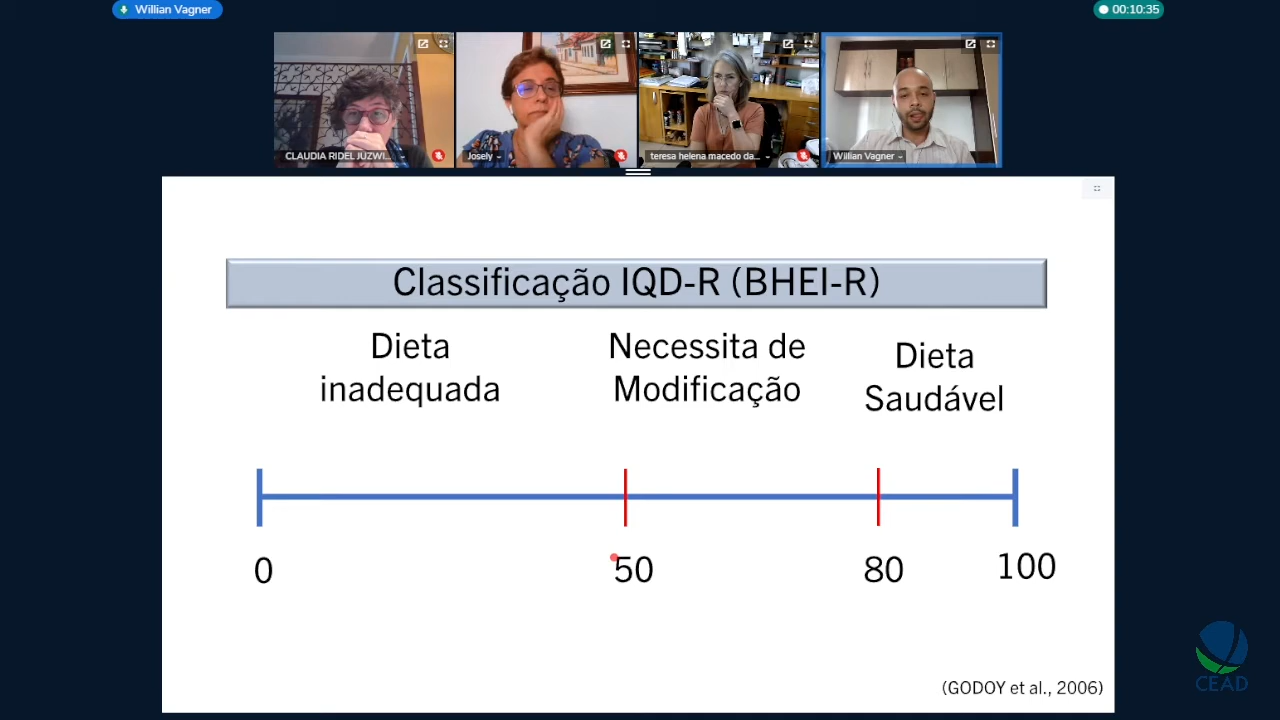 Willian Vagner
00:10:35
CLAUDIA RIDEL JUZWI...
Josely
teresa helena macedo da...
Willian Vagner
Classificação IQD-R (BHEI-R)
Dieta
inadequada
Necessita de
Modificação
Dieta
Saudável
0
50
80
100
(GODOY et al., 2006)
CEAD